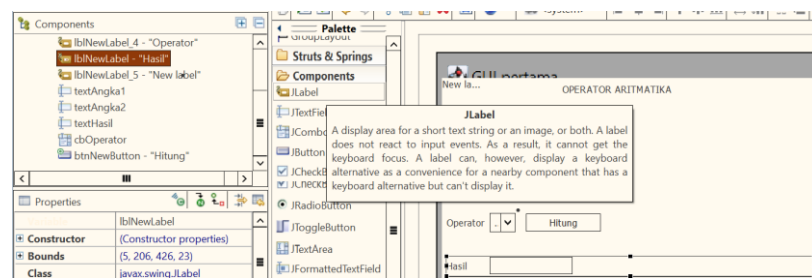 Components
lblNewLabel_4 - "Operator"
lblNewLabel - "Hasil"
lblNewLabel_5 - "New label"
textAngka1
textAngka2
textHasil
cbOperator
btnNewButton - "Hitung"
Properties
lblNewLabel
Constructor (Constructor properties)
Bounds (5, 206, 426, 23)
Class javax.swing.JLabel
Palette
GroupLayout
Struts & Springs
Components
JLabel
JTextFiel
JCombo
JButton
JCheckB
JRadioButton
JToggleButton
JTextArea
JFormattedTextField
JLabel
A display area for a short text string or an image, or both. A label
does not react to input events. As a result, it cannot get the
keyboard focus. A label can, however, display a keyboard
alternative as a convenience for a nearby component that has a
keyboard alternative but can't display it.
<system>
GUI pertama
New la...
OPERATOR ARITMATIKA
Operator
Hitung
Hasil